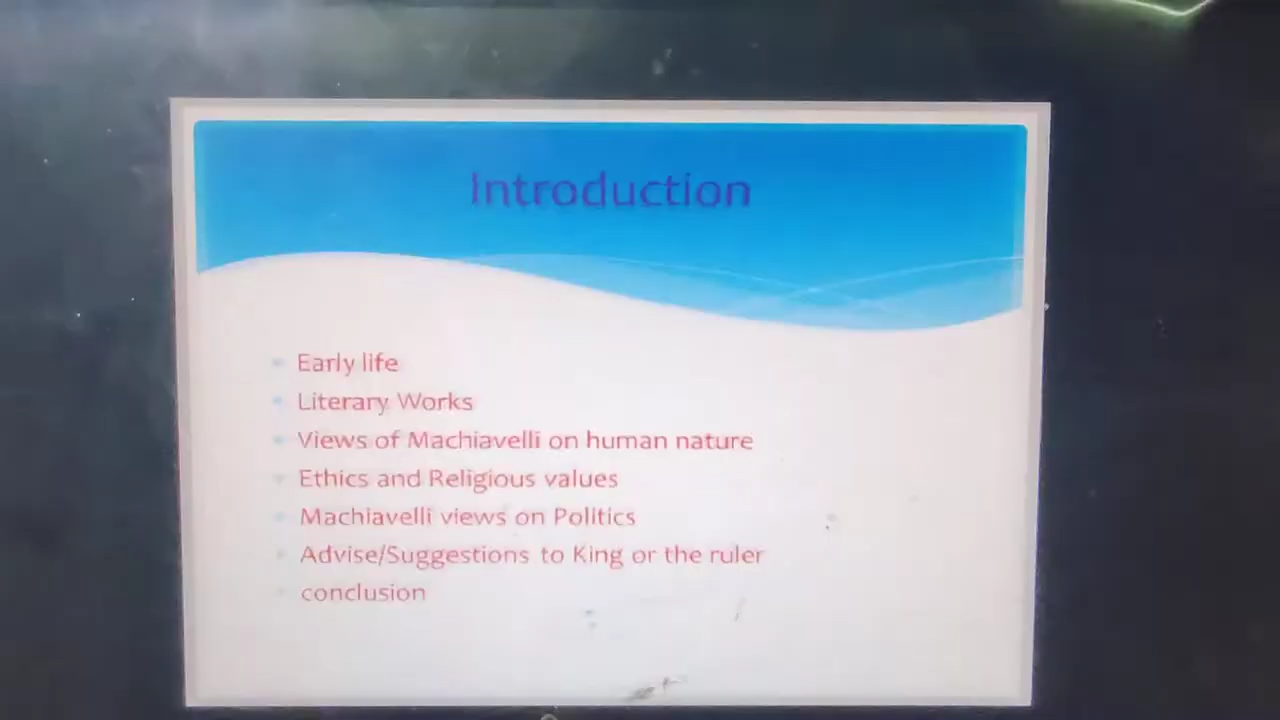 Introduction
Early life
Literary Works
Views of Machiavelli on human nature
Ethics and Religious values
Machiavelli views on Politics
Advise/Suggestions to King or the ruler
conclusion